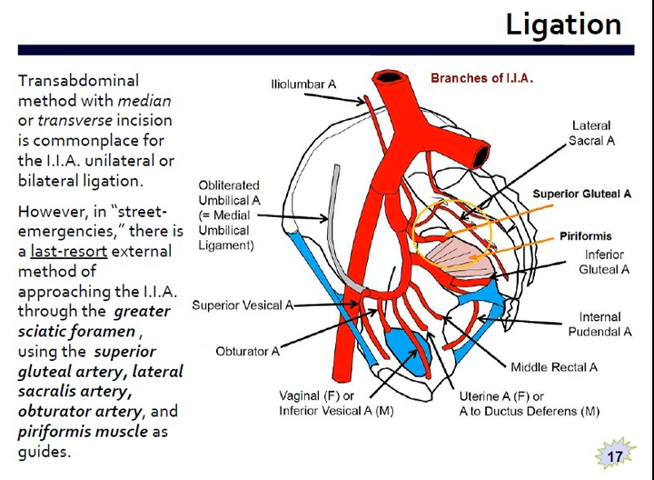 Ligation
Transabdominal
method with median
or transverse incision
is commonplace for
the I.I.A. unilateral or
bilateral ligation.
However, in “street-
emergencies,” there is
a last-resort external
method of
approaching the I.I.A.
through the greater
sciatic foramen ,
using the superior
gluteal artery, lateral
sacralis artery,
obturator artery, and
piriformis muscle as
guides.
Branches of I.I.A.
Iliolumbar A
Lateral
Sacral A
Superior Gluteal A
Piriformis
Inferior
Gluteal A
Internal
Pudendal A
Middle Rectal A
Uterine A (F) or
A to Ductus Deferens (M)
Obliterated
Umbilical A
(= Medial
Umbilical
Ligament)
Superior Vesical A
Obturator A
Vaginal (F) or
Inferior Vesical A (M)
17